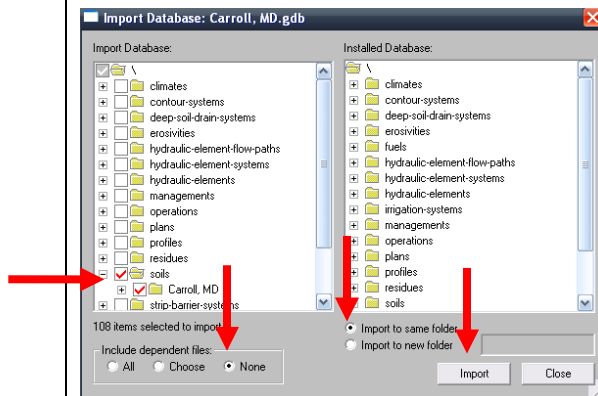 Import Database: Carroll, MD.gdb
Import Database:
\
climates
contour-systems
deep-soil-drain-systems
erosivities
hydraulic-element-flow-paths
hydraulic-element-systems
hydraulic-elements
managements
operations
plans
profiles
residues
soils
Carroll, MD
strip-barrier-systems
108 items selected to import
Include dependent files:
All Choose None
Installed Database:
\
climates
contour-systems
deep-soil-drain-systems
erosivities
fuels
hydraulic-element-flow-paths
hydraulic-element-systems
hydraulic-elements
irrigation-systems
managements
operations
plans
profiles
residues
soils
Import to same folder
Import to new folder
Import Close